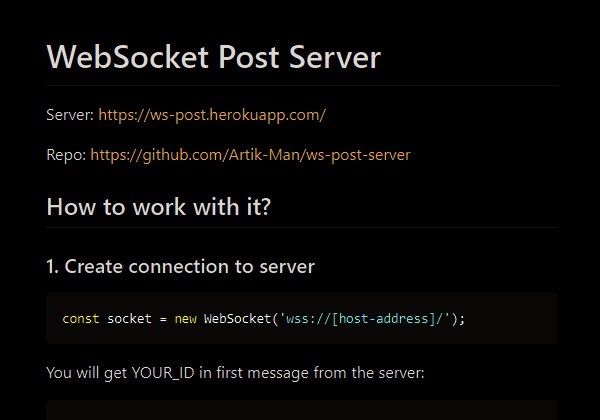 WebSocket Post Server
Server: https://ws-post.herokuapp.com/
Repo: https://github.com/Artik-Man/ws-post-server
How to work with it?
1. Create connection to server
const socket = new WebSocket('wss://[host-address]/');
You will get YOUR_ID in first message from the server: